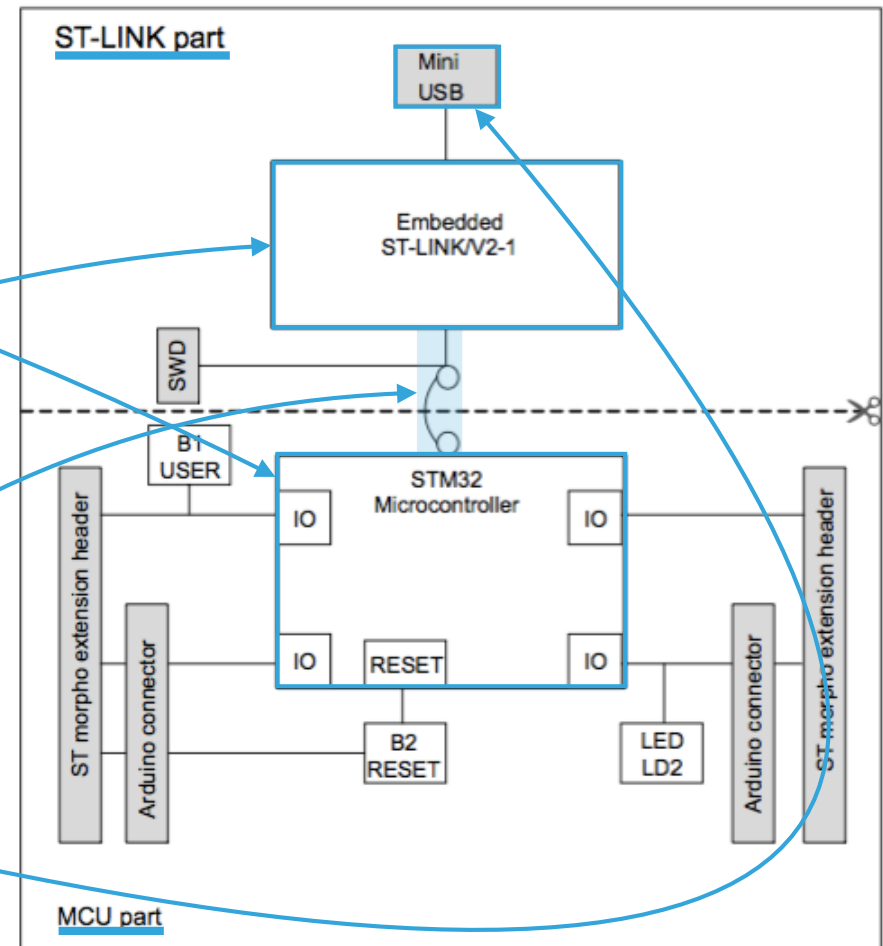 ST-LINK part
Mini
USB
Embedded
ST-LINK/V2-1
SWD
B1
USER
STM32
Microcontroller
IO
IO
ST morpho extension header
ST morpho extension header
Arduino connector
IO
RESET
IO
Arduino connector
B2
RESET
LED
LD2
MCU part